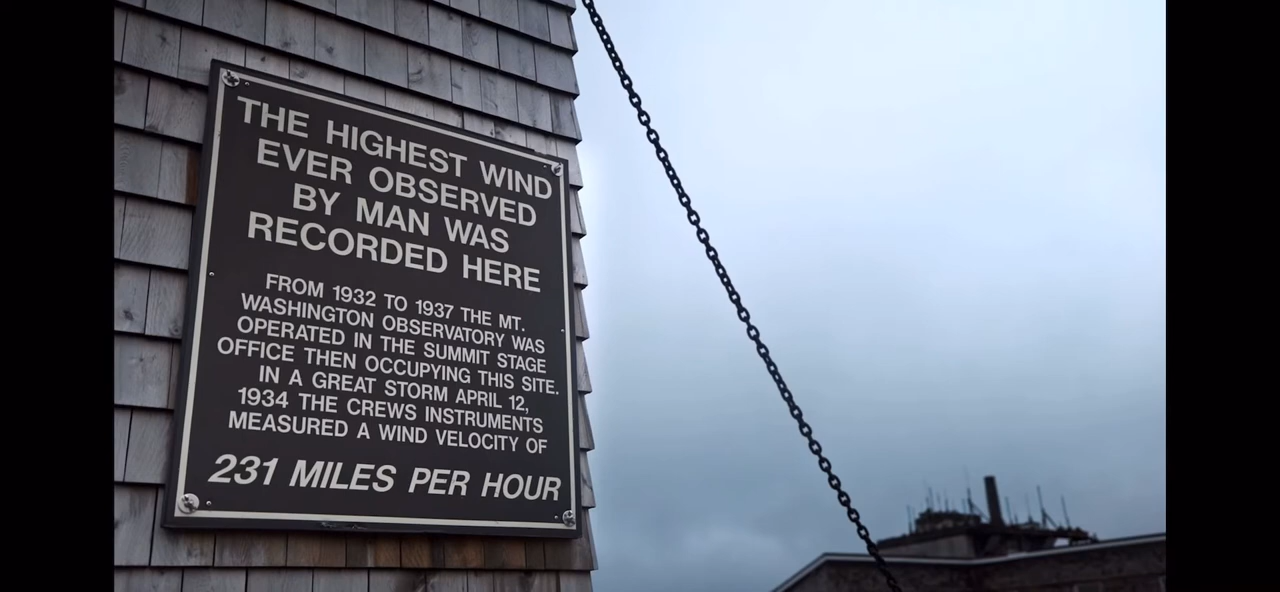 THE HIGHEST WIND
EVER OBSERVED
BY MAN WAS
RECORDED HERE
FROM 1932 TO 1937 THE MT.
WASHINGTON OBSERVATORY WAS
OPERATED IN THE SUMMIT STAGE
OFFICE THEN OCCUPYING THIS SITE.
IN A GREAT STORM APRIL 12,
1934 THE CREWS INSTRUMENTS
MEASURED A WIND VELOCITY OF
231 MILES PER HOUR